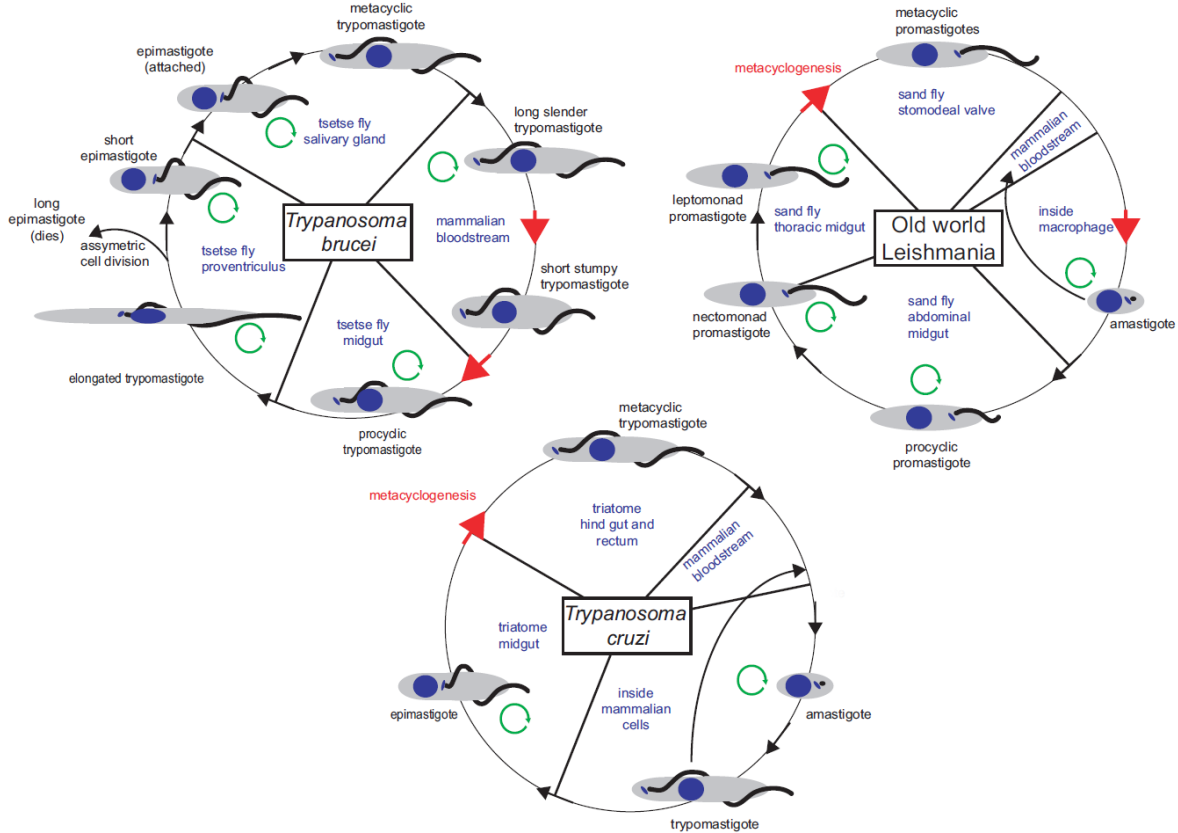 metacyclic
trypomastigote
epimastigote
(attached)
tsetse fly
salivary gland
long slender
trypomastigote
short
epimastigote
long
epimastigote
(dies)
assymetric
cell division
Trypanosoma
brucei
mammalian
bloodstream
tsetse fly
proventriculus
short stumpy
trypomastigote
tsetse fly
midgut
elongated trypomastigote
procyclic
trypomastigote
metacyclic
promastigotes
metacyclogenesis
sand fly
stomodeal valve
mammalian
bloodstream
leptomonad
promastigote
sand fly
thoracic midgut
Old world
Leishmania
inside
macrophage
nectomonad
promastigote
sand fly
abdominal
midgut
amastigote
procyclic
promastigote
metacyclic
trypomastigote
metacyclogenesis
triatome
hind gut and
rectum
mammalian
bloodstream
Trypanosoma
cruzi
triatome
midgut
inside
mammalian
cells
epimastigote
amastigote
trypomastigote